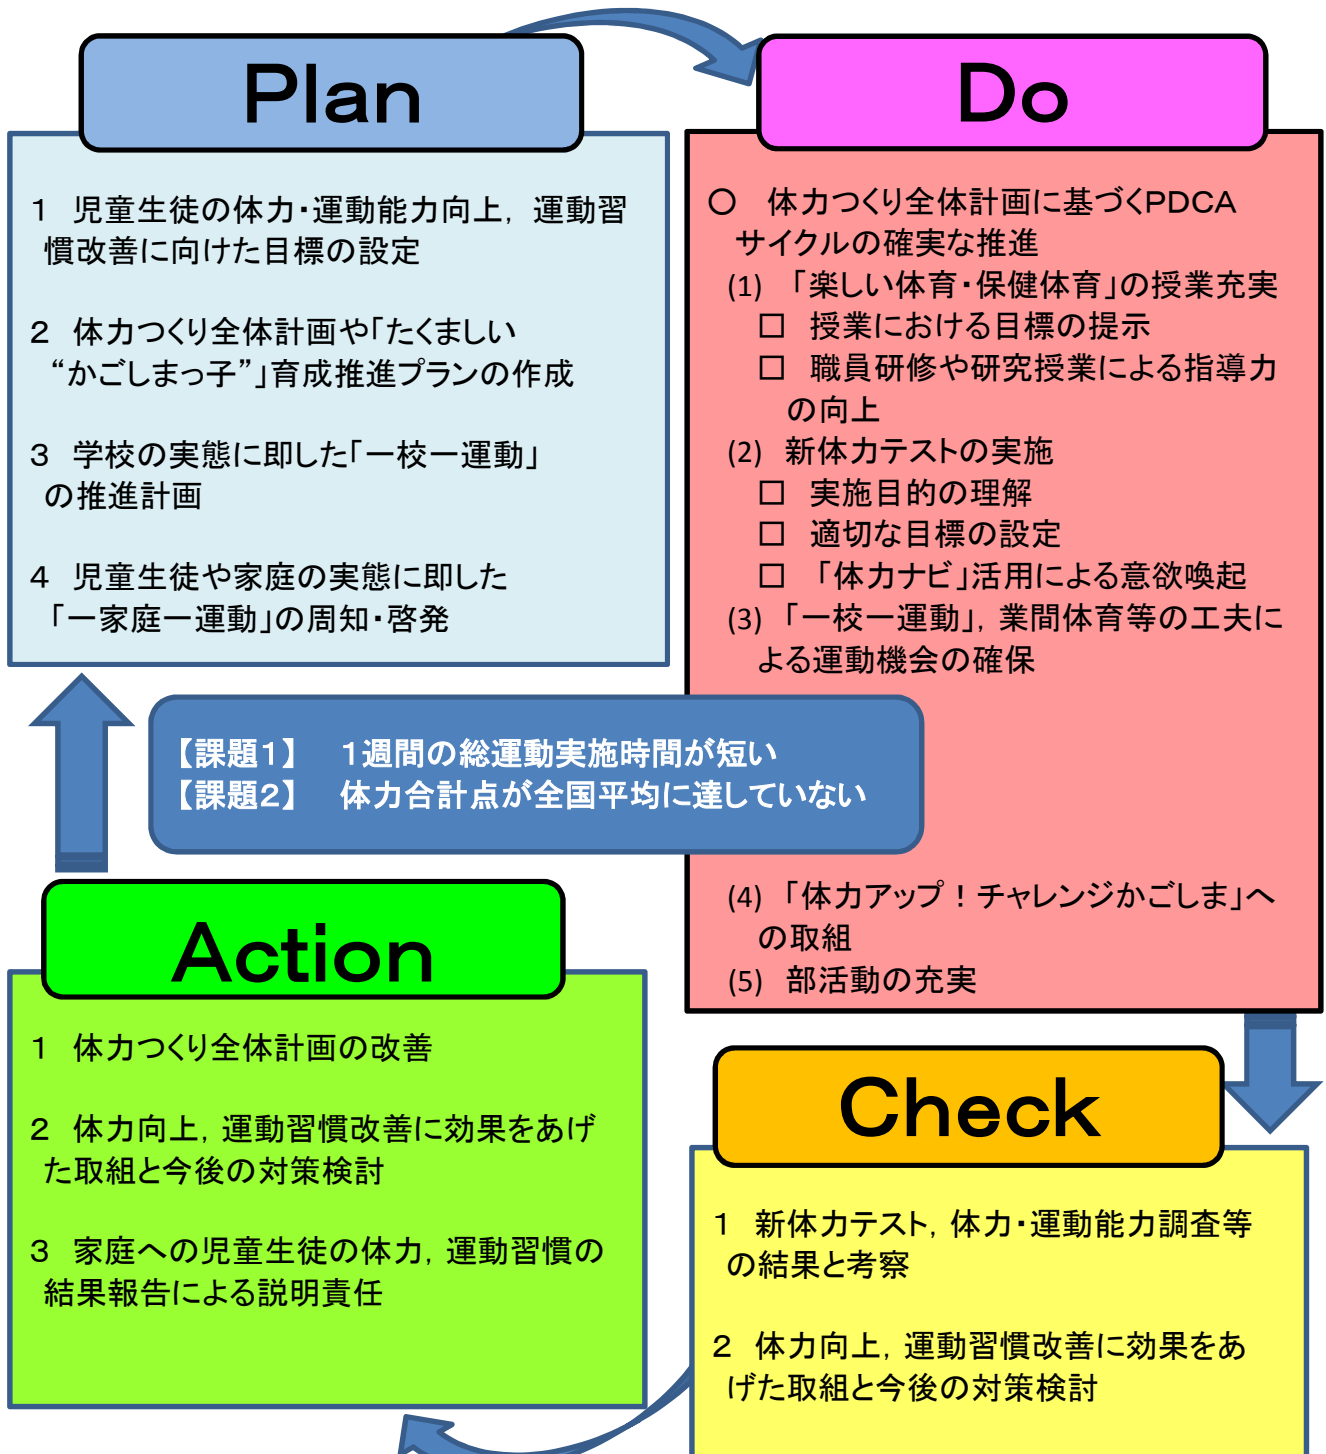 Plan
1 児童生徒の体力・運動能力向上，運動習
慣改善に向けた目標の設定
2 体力つくり全体計画や「たくましい
“かごしまっ子”」育成推進プランの作成
3 学校の実態に即した「一校一運動」
の推進計画
4 児童生徒や家庭の実態に即した
「一家庭一運動」の周知・啓発
Do
○ 体力つくり全体計画に基づくPDCA
サイクルの確実な推進
(1) 「楽しい体育・保健体育」の授業充実
□ 授業における目標の提示
□ 職員研修や研究授業による指導力
の向上
(2) 新体力テストの実施
□ 実施目的の理解
□ 適切な目標の設定
□ 「体力ナビ」活用による意欲喚起
(3) 「一校一運動」，業間体育等の工夫に
よる運動機会の確保
(4) 「体力アップ！チャレンジかごしま」へ
の取組
(5) 部活動の充実
【課題1】 1週間の総運動実施時間が短い
【課題2】 体力合計点が全国平均に達していない
Check
1 新体力テスト，体力・運動能力調査等
の結果と考察
2 体力向上，運動習慣改善に効果をあ
げた取組と今後の対策検討
Action
1 体力つくり全体計画の改善
2 体力向上，運動習慣改善に効果をあげ
た取組と今後の対策検討
3 家庭への児童生徒の体力，運動習慣の
結果報告による説明責任